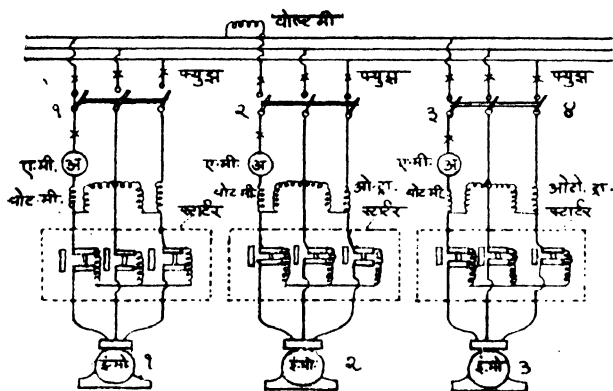 वोल्ट मी
फ्युझ
फ्युझ
फ्युझ
१
२
३
४
ए.मी.
अ
ए.मी.
अ
ए.मी.
अ
वोट.मी.
वोट मी.
ओ. ट्रा.
वोट मी.
ओटो. ट्रा.
स्टार्टर
स्टार्टर
स्टार्टर
इ.मो.
१
इ.मो.
२
इ.मो.
३